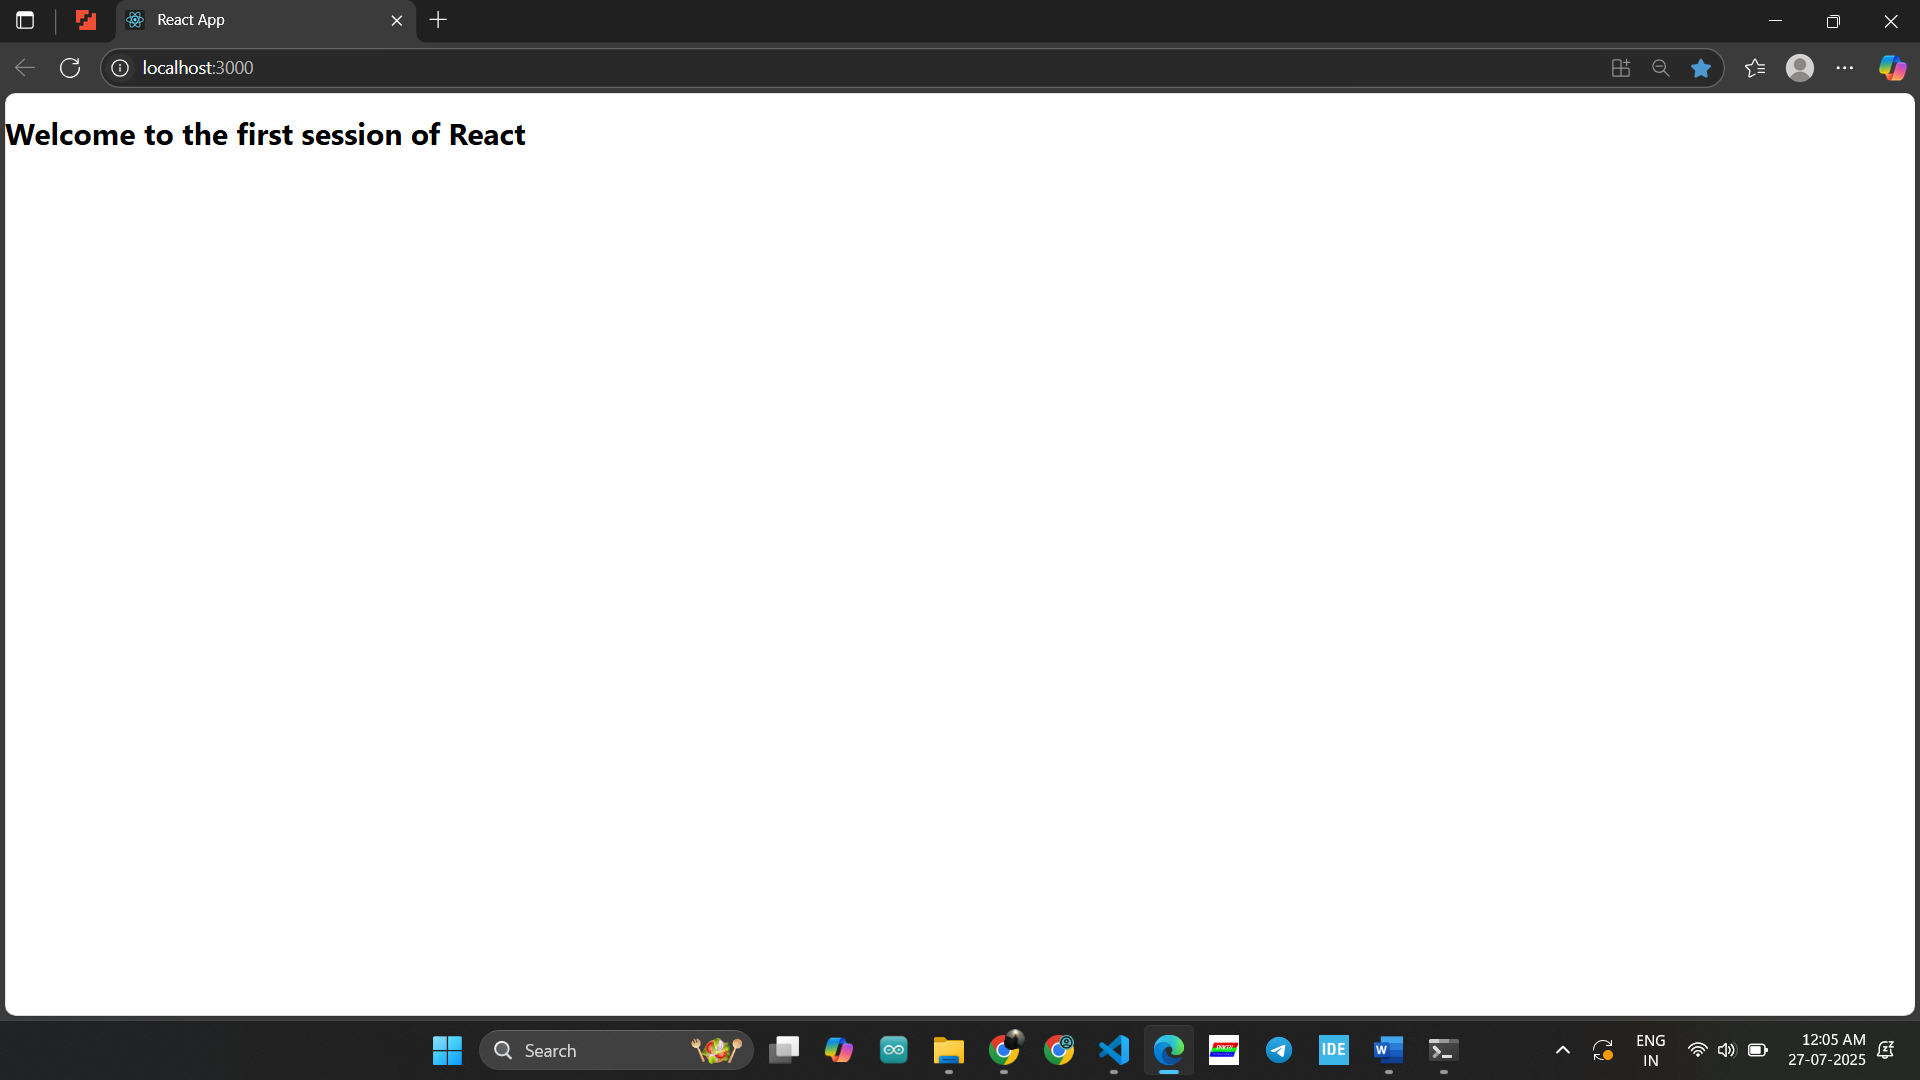 React App
localhost:3000
Welcome to the first session of React
Search
IDE
W
ENG
IN
12:05 AM
27-07-2025